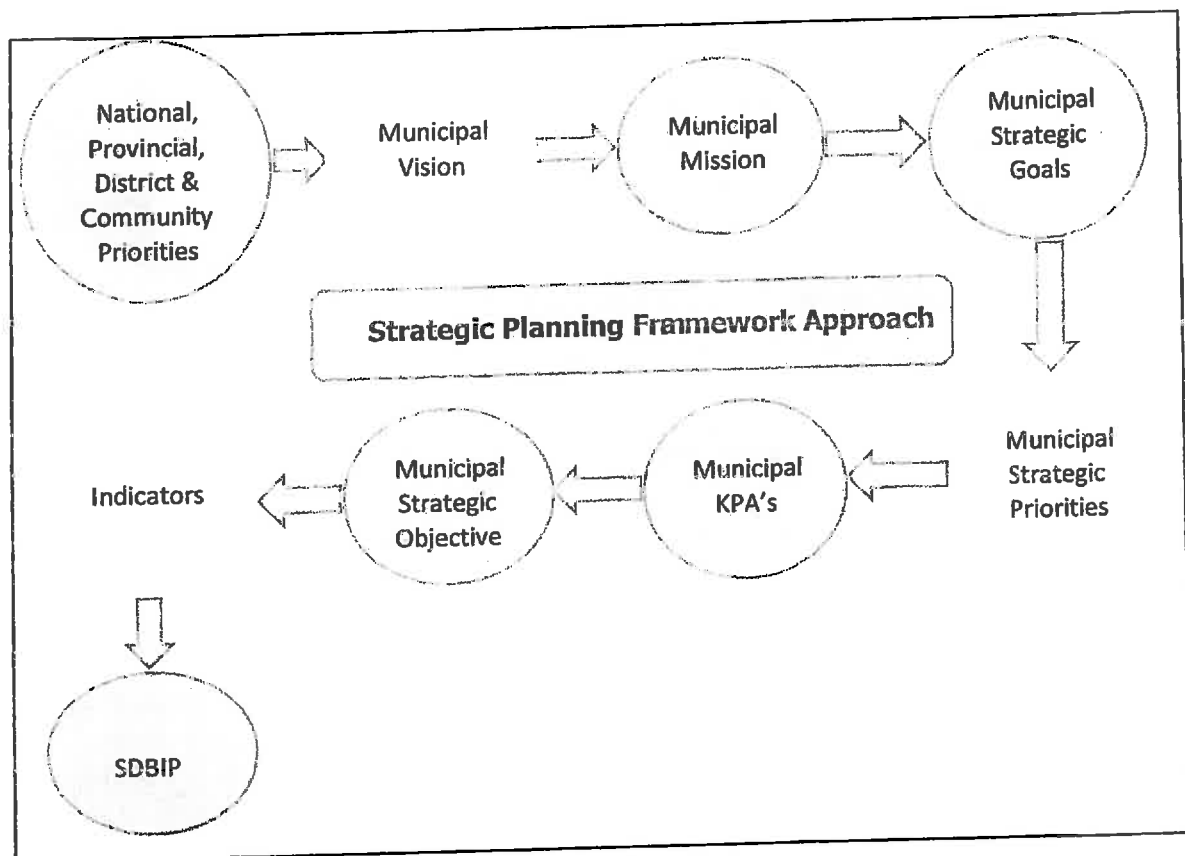 National,
Provincial,
District &
Community
Priorities
Municipal
Vision
Municipal
Mission
Municipal
Strategic
Goals
Strategic Planning Framework Approach
Municipal
Strategic
Priorities
Municipal
KPA's
Municipal
Strategic
Objective
Indicators
SDBIP